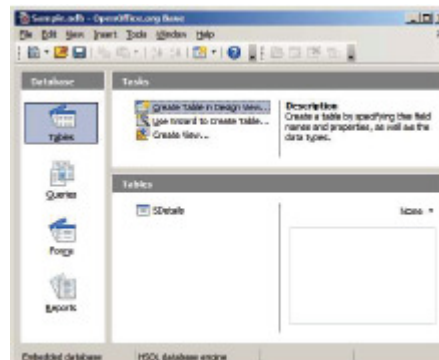 Sample.odb - OpenOffice.org Base
File Edit View Insert Tools Window Help
Database
Tasks
Tables
Queries
Forms
Reports
Create Table in Design View...
Use Wizard to Create Table...
Create View...
Description
Create a table by specifying the field
names and properties, as well as the
data types.
Tables
SDetails
None
Embedded database HSQL database engine